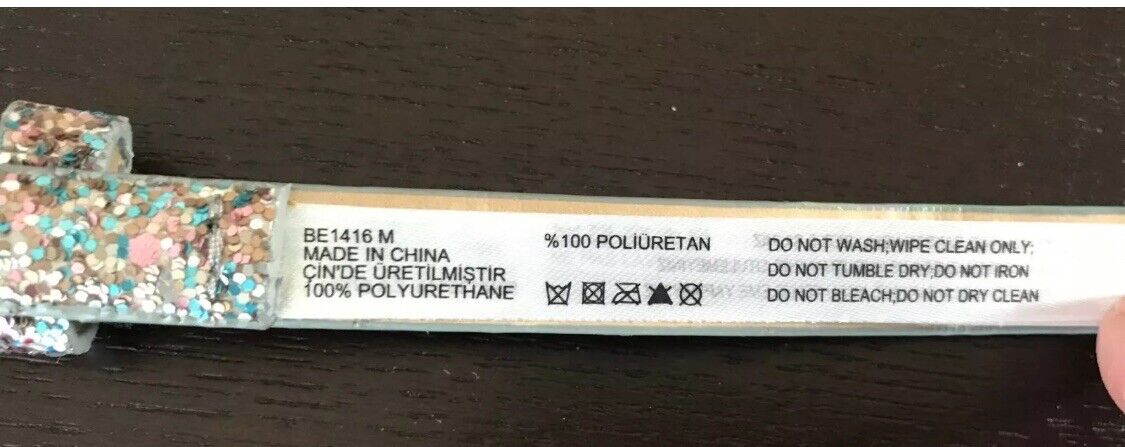 BE1416 M
MADE IN CHINA
ÇİN'DE ÜRETİLMİŞTİR
100% POLYURETHANE
%100 POLİÜRETAN
DO NOT WASH;WIPE CLEAN ONLY;
DO NOT TUMBLE DRY;DO NOT IRON
DO NOT BLEACH;DO NOT DRY CLEAN